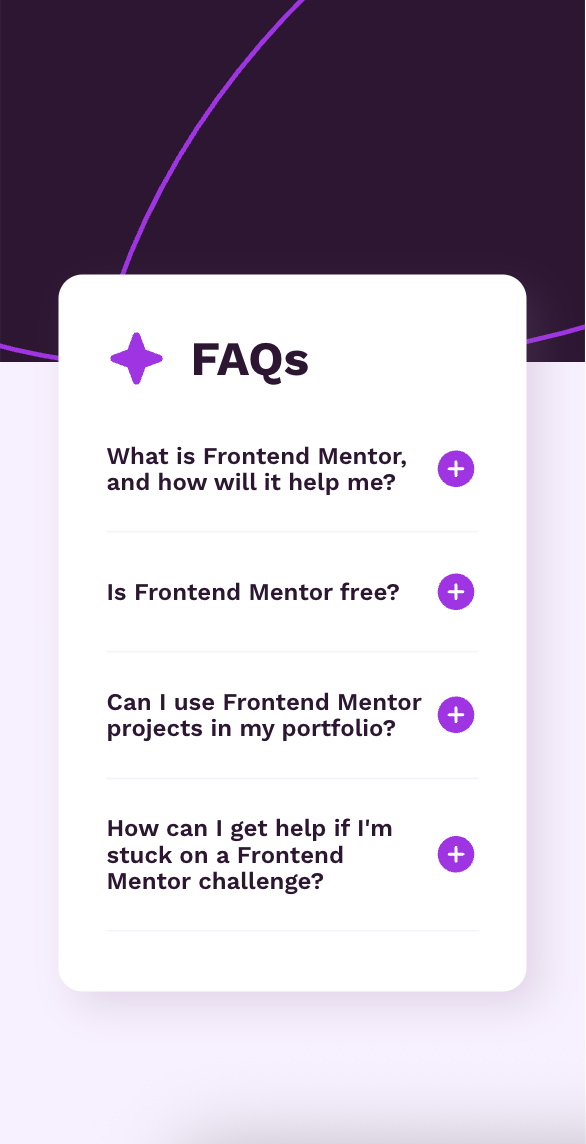 FAQs
What is Frontend Mentor,
and how will it help me?
Is Frontend Mentor free?
Can I use Frontend Mentor
projects in my portfolio?
How can I get help if I'm
stuck on a Frontend
Mentor challenge?